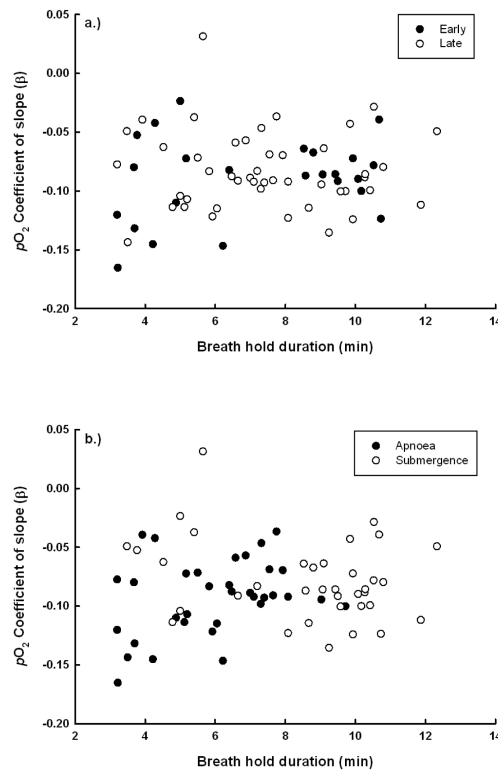 a.)
Early
Late
0.05
0.00
-0.05
-0.10
-0.15
-0.20
pO2 Coefficient of slope (β)
2 4 6 8 10 12 14
Breath hold duration (min)
b.)
Apnoea
Submergence
0.05
0.00
-0.05
-0.10
-0.15
-0.20
pO2 Coefficient of slope (β)
2 4 6 8 10 12 14
Breath hold duration (min)